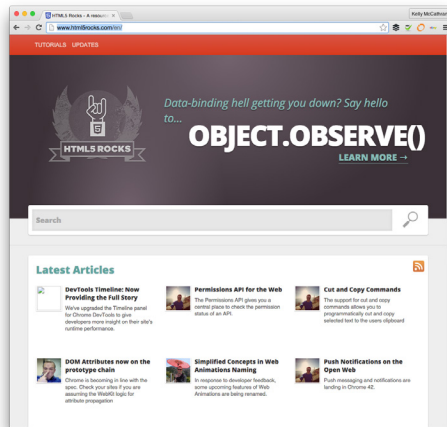 HTML5 Rocks - A resource
Kelly McCathran
www.html5rocks.com/en/
TUTORIALS UPDATES
Data-binding hell getting you down? Say hello
to...
OBJECT.OBSERVE()
LEARN MORE →
HTML5 ROCKS
Search
Latest Articles
DevTools Timeline: Now
Providing the Full Story
We've upgraded the Timeline panel
for Chrome DevTools to give
developers more insight on their site's
runtime performance.
Permissions API for the Web
The Permissions API gives you a
central place to check the permission
status of an API.
Cut and Copy Commands
The support for cut and copy
commands allows you to
programmatically cut and copy
selected text to the users clipboard
DOM Attributes now on the
prototype chain
Chrome is becoming in line with the
spec. Check your sites if you are
assuming the WebKit logic for
attribute propagation
Simplified Concepts in Web
Animations Naming
In response to developer feedback,
some upcoming features of Web
Animations are being renamed.
Push Notifications on the
Open Web
Push messaging and notifications are
landing in Chrome 42.